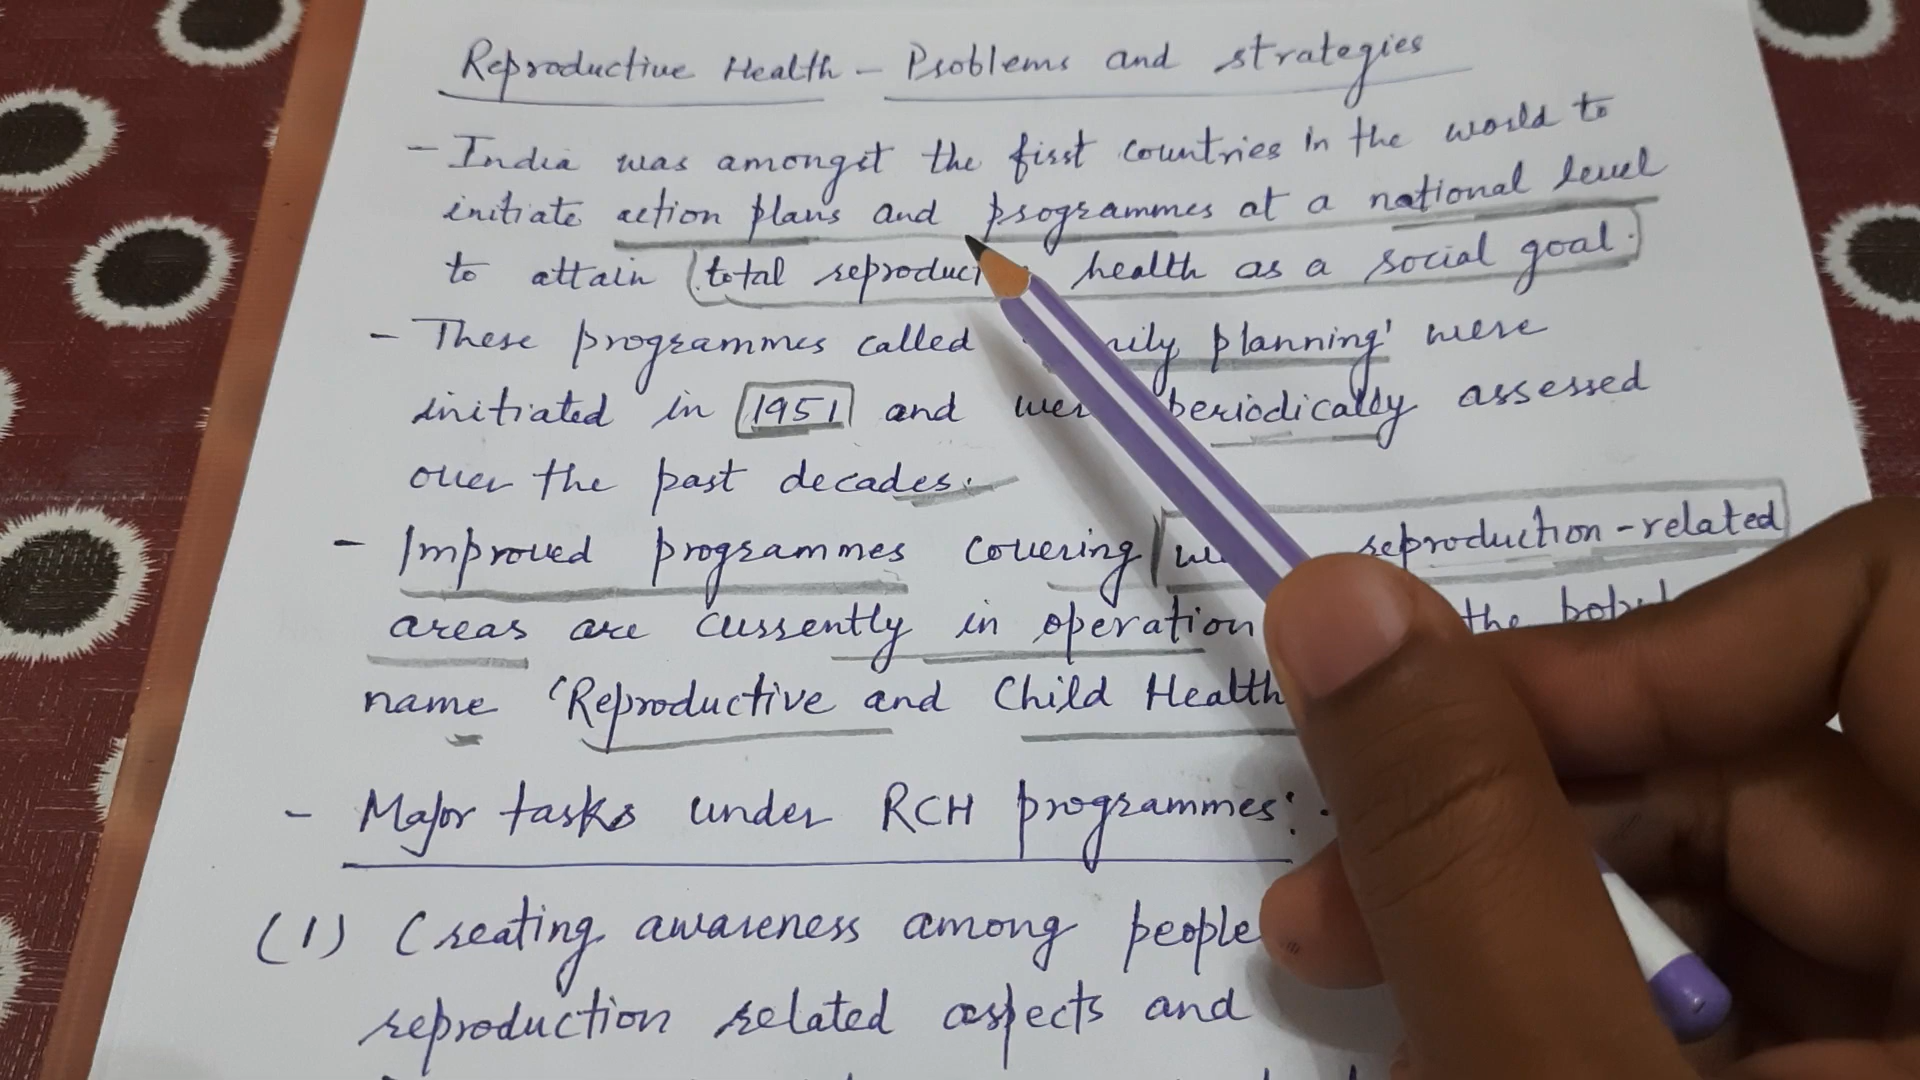 Reproductive Health - Problems and strategies
- India was amongst the first countries in the world to
initiate action plans and programmes at a national level
to attain total health as a social goal.
- These programmes called planning' were
initiated in 1951 and periodically assessed
over the past decades.
- Improved programmes covering reproduction-related
areas are currently in operation the
name 'Reproductive and Child Health
- Major tasks under RCH programmes:
(1) Creating awareness among people
reproduction related aspects and